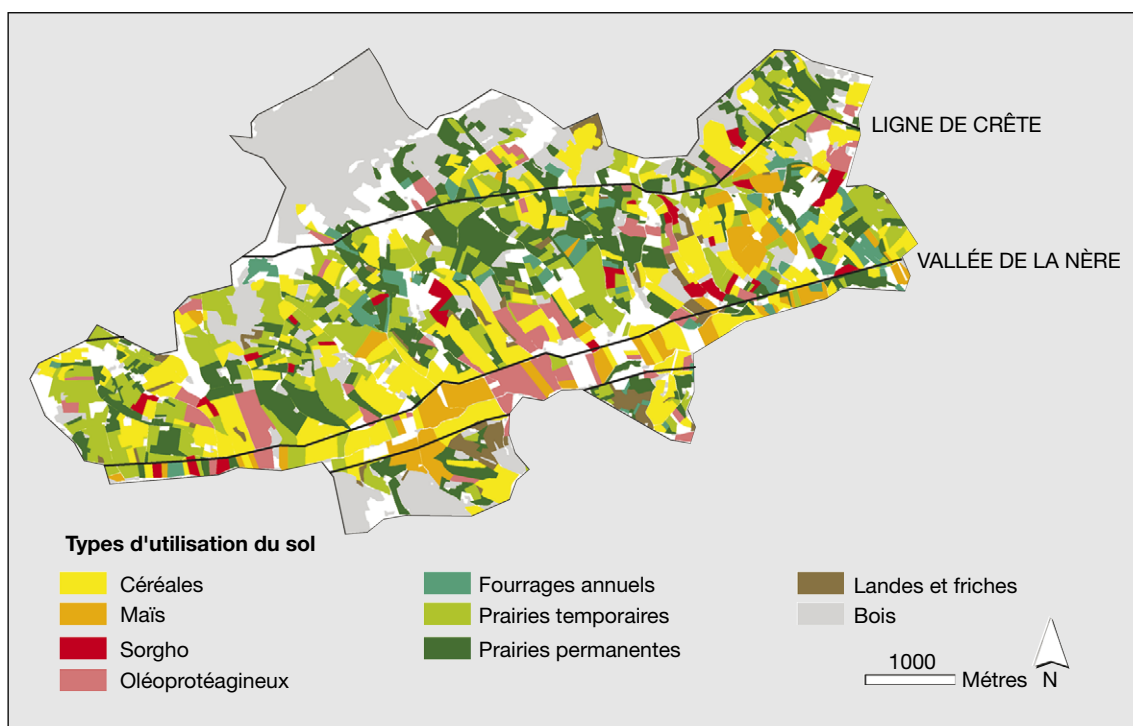 LIGNE DE CRÊTE
VALLÉE DE LA NÈRE
Types d'utilisation du sol
Céréales
Maïs
Sorgho
Oléoprotéagineux
Fourrages annuels
Prairies temporaires
Prairies permanentes
Landes et friches
Bois
1000
Métres
N